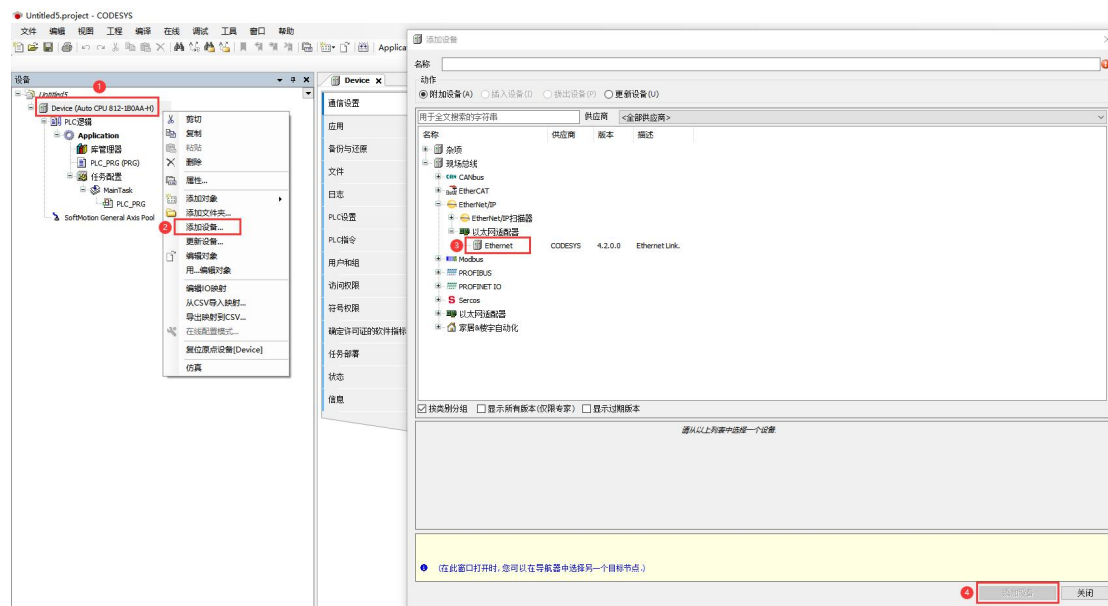 Untitled5.project - CODESYS
文件 编辑 视图 工程 编译 在线 调试 工具 窗口 帮助
Applica
设备
1
Untitled5
Device (Auto CPU 812-1B0AA-H)
PLC逻辑
Application
库管理器
PLC_PRG (PRG)
任务配置
MainTask
PLC_PRG
SoftMotion General Axis Pool
剪切
复制
粘贴
删除
属性...
添加对象
添加文件夹...
2 添加设备...
更新设备...
编辑对象
用...编辑对象
编辑IO映射
从CSV导入映射...
导出映射到CSV...
在线配置模式...
复位原点设备[Device]
仿真
Device
通信设置
应用
备份与还原
文件
日志
PLC设置
PLC指令
用户和组
访问权限
符号权限
确定许可证的软件指标
任务部署
状态
信息
添加设备
名称
动作
附加设备(A) 插入设备(I) 拔出设备(P) 更新设备(U)
用于全文搜索的字符串 供应商 <全部供应商>
名称 供应商 版本 描述
杂项
现场总线
CAN CANbus
EtherCAT
EtherNet/IP
EtherNet/IP扫描器
以太网适配器
3 Ethernet CODESYS 4.2.0.0 Ethernet Link.
Modbus
PROFIBUS
PROFINET IO
Sercos
以太网适配器
家居&楼宇自动化
按类别分组 显示所有版本(仅限专家) 显示过期版本
请从以上列表中选择一个设备.
(在此窗口打开时, 您可以在导航器中选择另一个目标节点.)
4 添加设备 关闭